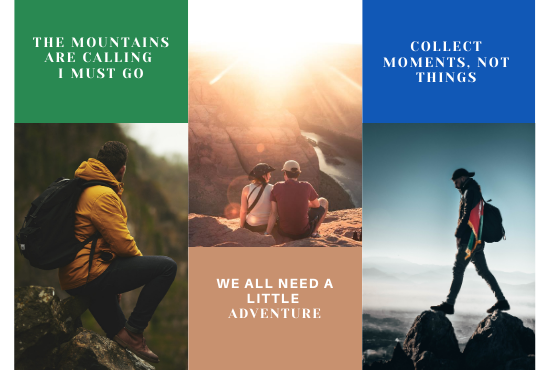 THE MOUNTAINS
ARE CALLING
I MUST GO
WE ALL NEED A
LITTLE
ADVENTURE
COLLECT
MOMENTS, NOT
THINGS